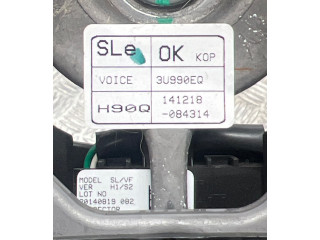 SLe OK KOP
VOICE 3U990EQ
H90Q 141218
-084314
MODEL SL/VF
VER H1/S2
LOT NO
20140819 002